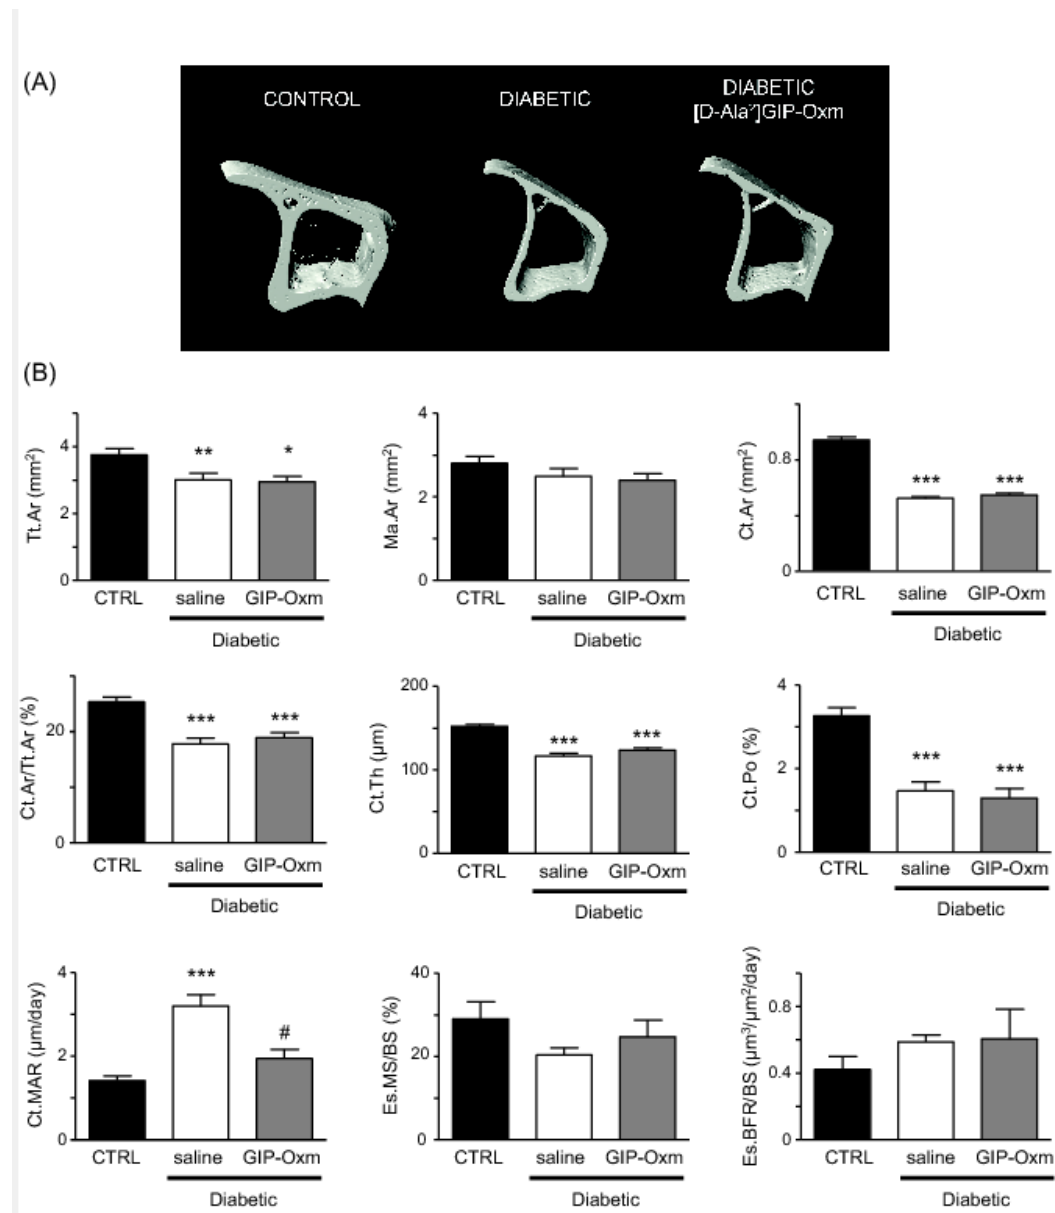 (A)
CONTROL
DIABETIC
DIABETIC
[D-Ala²]GIP-Oxm
(B)
Tt.Ar (mm²)
4
2
0
**
*
CTRL
saline
GIP-Oxm
Diabetic
Ma.Ar (mm²)
4
2
0
CTRL
saline
GIP-Oxm
Diabetic
Ct.Ar (mm²)
0.8
0
***
***
CTRL
saline
GIP-Oxm
Diabetic
Ct.Ar/Tt.Ar (%)
20
0
***
***
CTRL
saline
GIP-Oxm
Diabetic
Ct.Th (µm)
200
100
0
***
***
CTRL
saline
GIP-Oxm
Diabetic
Ct.Po (%)
4
2
0
***
***
CTRL
saline
GIP-Oxm
Diabetic
Ct.MAR (µm/day)
4
2
0
***
#
CTRL
saline
GIP-Oxm
Diabetic
Es.MS/BS (%)
40
20
0
CTRL
saline
GIP-Oxm
Diabetic
Es.BFR/BS (µm³/µm²/day)
0.8
0.4
0
CTRL
saline
GIP-Oxm
Diabetic